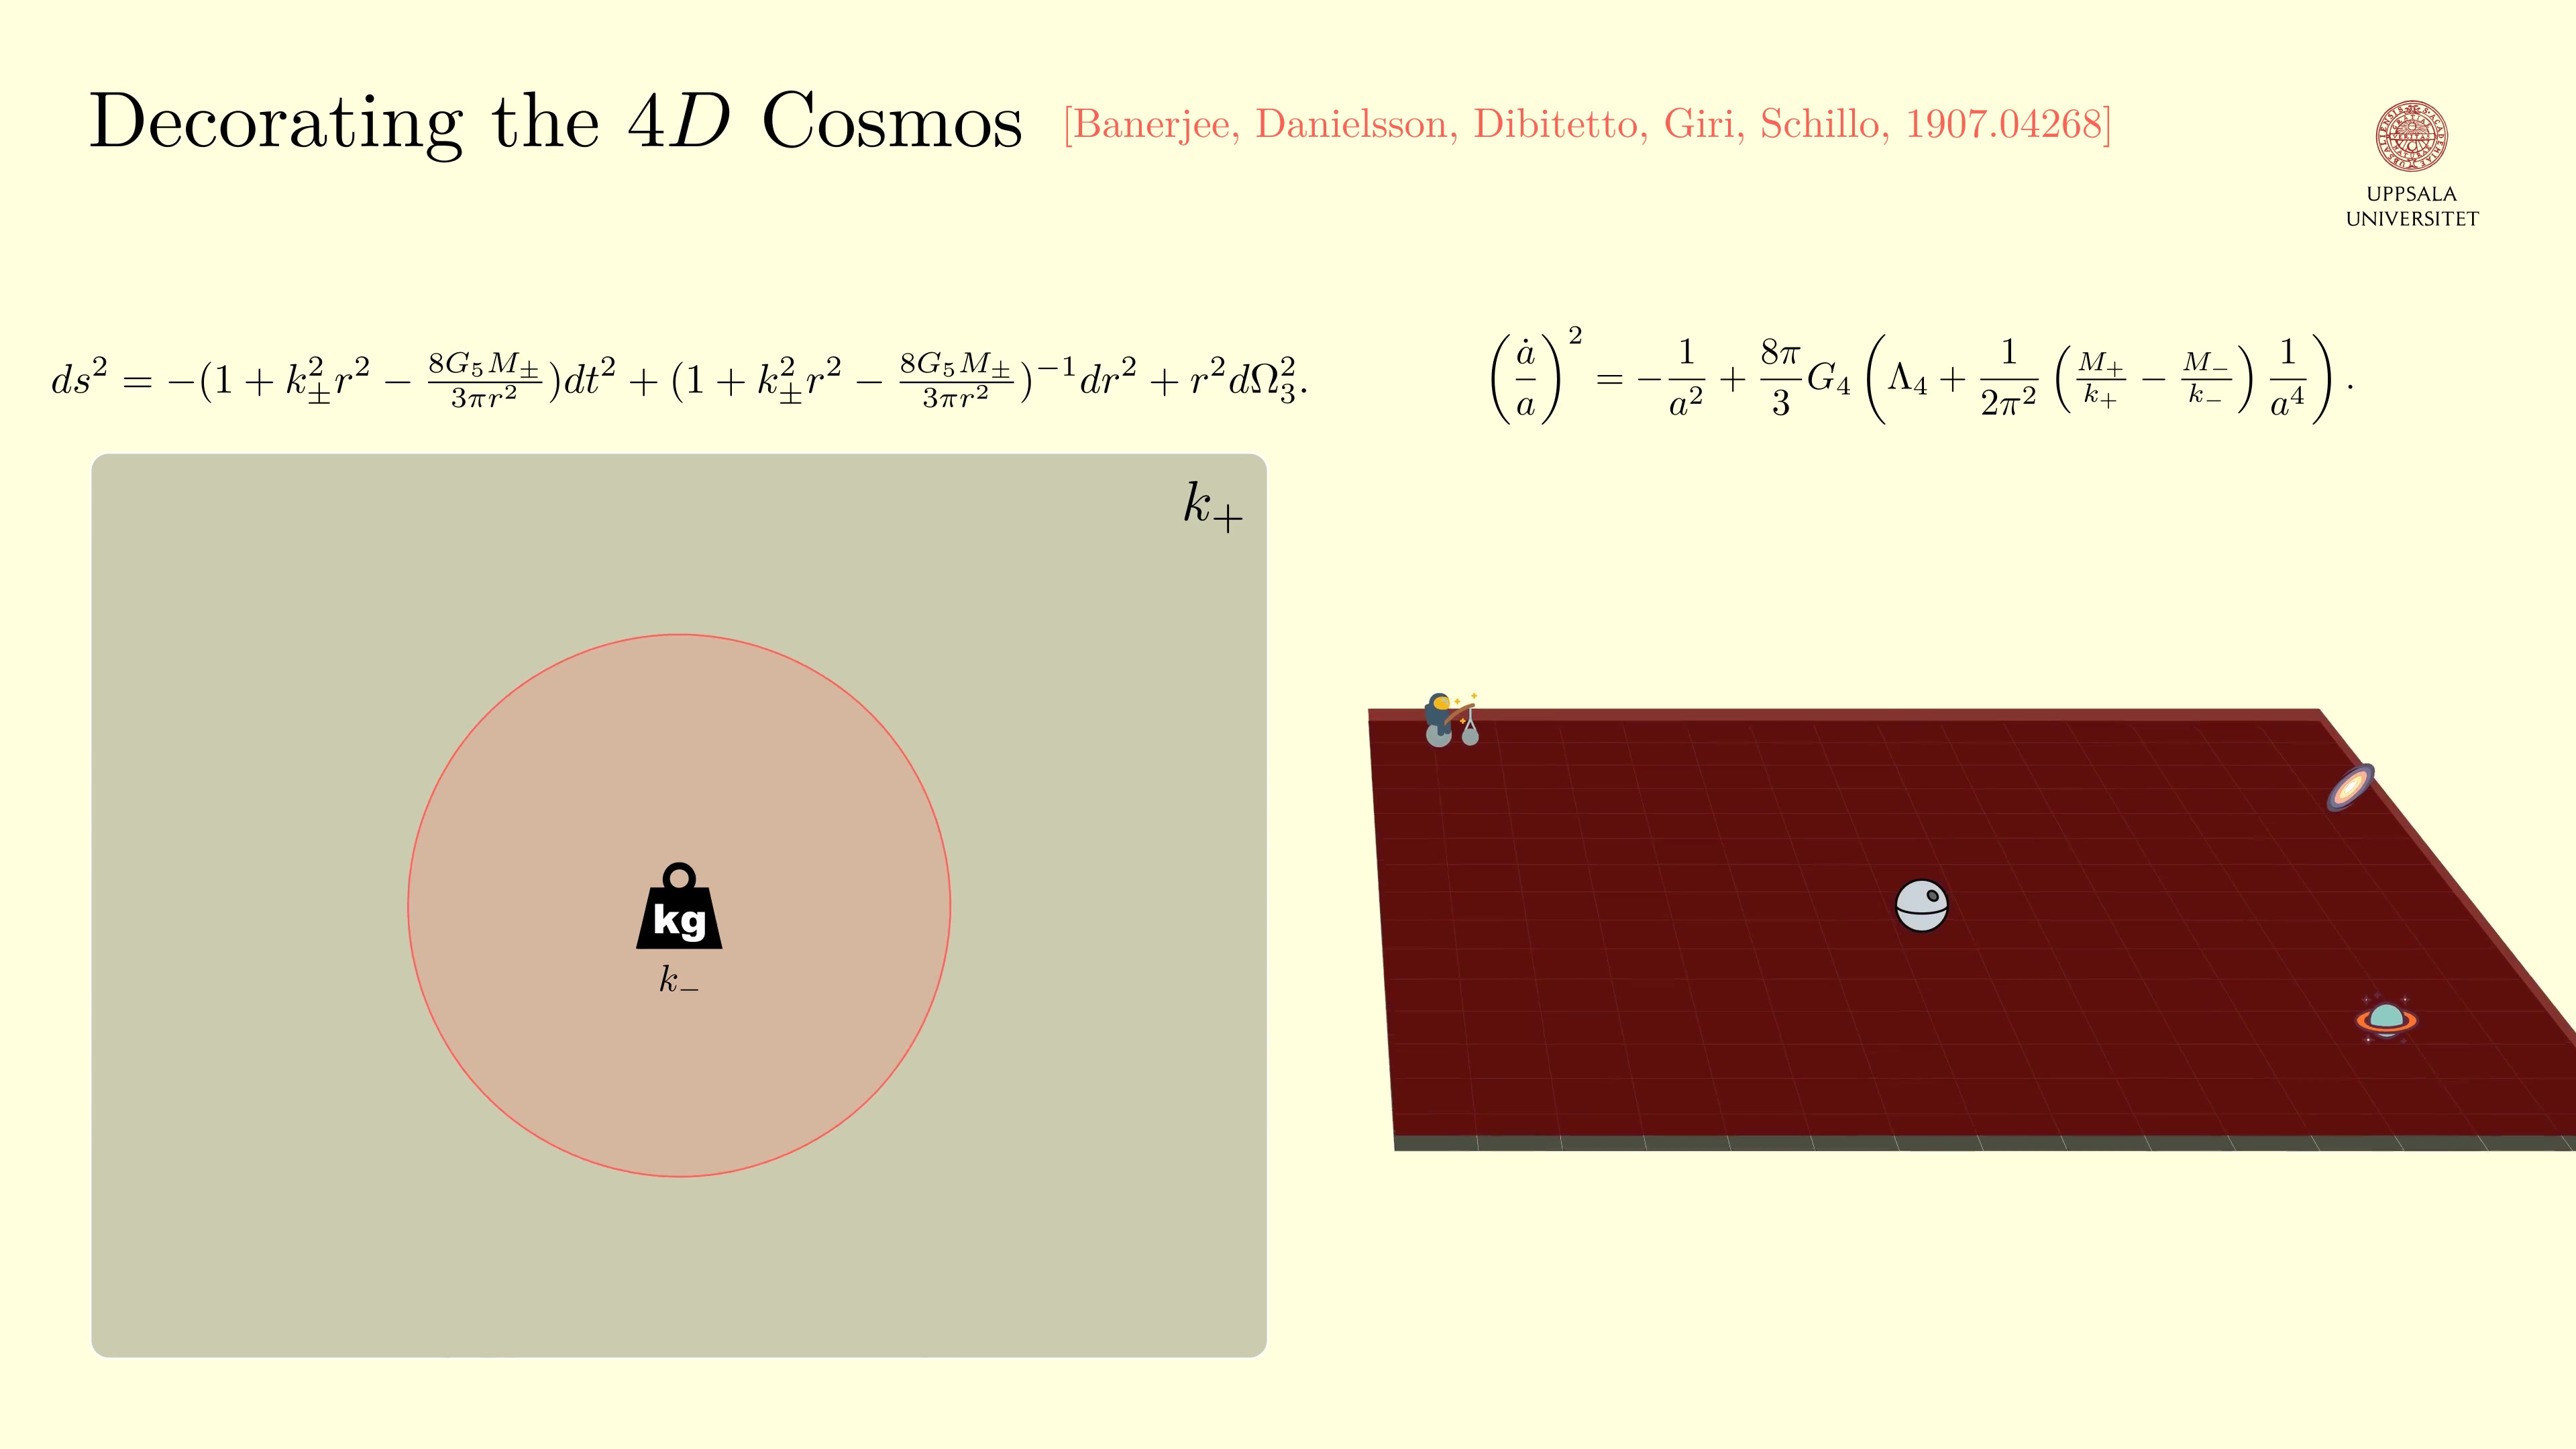 Decorating the 4D Cosmos [Banerjee, Danielsson, Dibitetto, Giri, Schillo, 1907.04268]
UPPSALA
UNIVERSITET
$ds^2 = -(1 + k_\pm^2 r^2 - \frac{8G_5M_\pm}{3\pi r^2})dt^2 + (1 + k_\pm^2 r^2 - \frac{8G_5M_\pm}{3\pi r^2})^{-1}dr^2 + r^2 d\Omega_3^2.$
$\left(\frac{\dot{a}}{a}\right)^2 = -\frac{1}{a^2} + \frac{8\pi}{3}G_4\left(\Lambda_4 + \frac{1}{2\pi^2}\left(\frac{M_+}{k_+} - \frac{M_-}{k_-}\right)\frac{1}{a^4}\right).$
$k_+$
kg
$k_-$